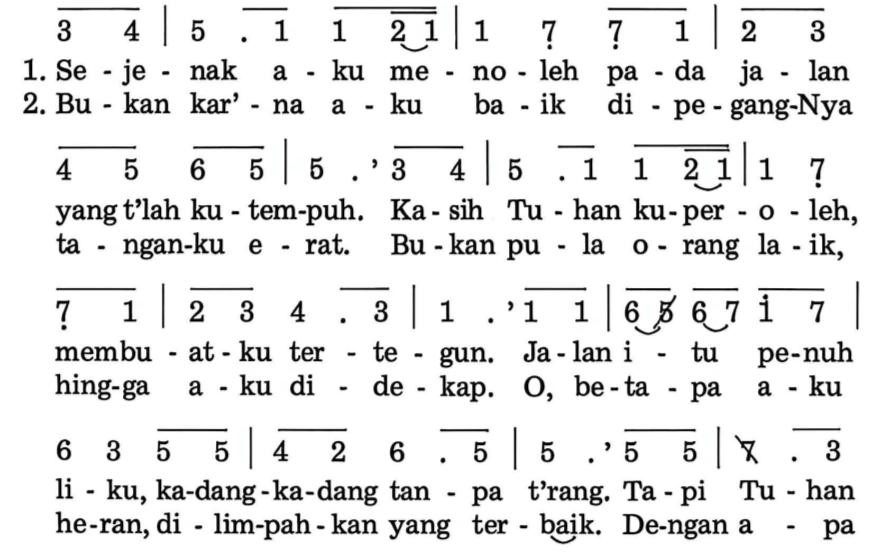 3 4 | 5 . 1 1 2 1 | 1 7 7 1 | 2 3
1. Se - je - nak a - ku me - no - leh pa - da ja - lan
2. Bu - kan kar’ - na a - ku ba - ik di - pe - gang-Nya
4 5 6 5 | 5 . ’ 3 4 | 5 . 1 1 2 1 | 1 7
yang t’lah ku - tem-puh. Ka - sih Tu - han ku-per - o - leh,
ta - ngan-ku e - rat. Bu - kan pu - la o - rang la - ik,
7 1 | 2 3 4 . 3 | 1 . ’ 1 1 | 6 5 6 7 1 7 |
membu - at - ku ter - te - gun. Ja - lan i - tu pe-nuh
hing-ga a - ku di - de - kap. O, be - ta - pa a - ku
6 3 5 5 | 4 2 6 . 5 | 5 . ’ 5 5 | 7 . 3
li - ku, ka-dang-ka-dang tan - pa t’rang. Ta - pi Tu - han
he-ran, di - lim-pah-kan yang ter - baik. De-ngan a - pa